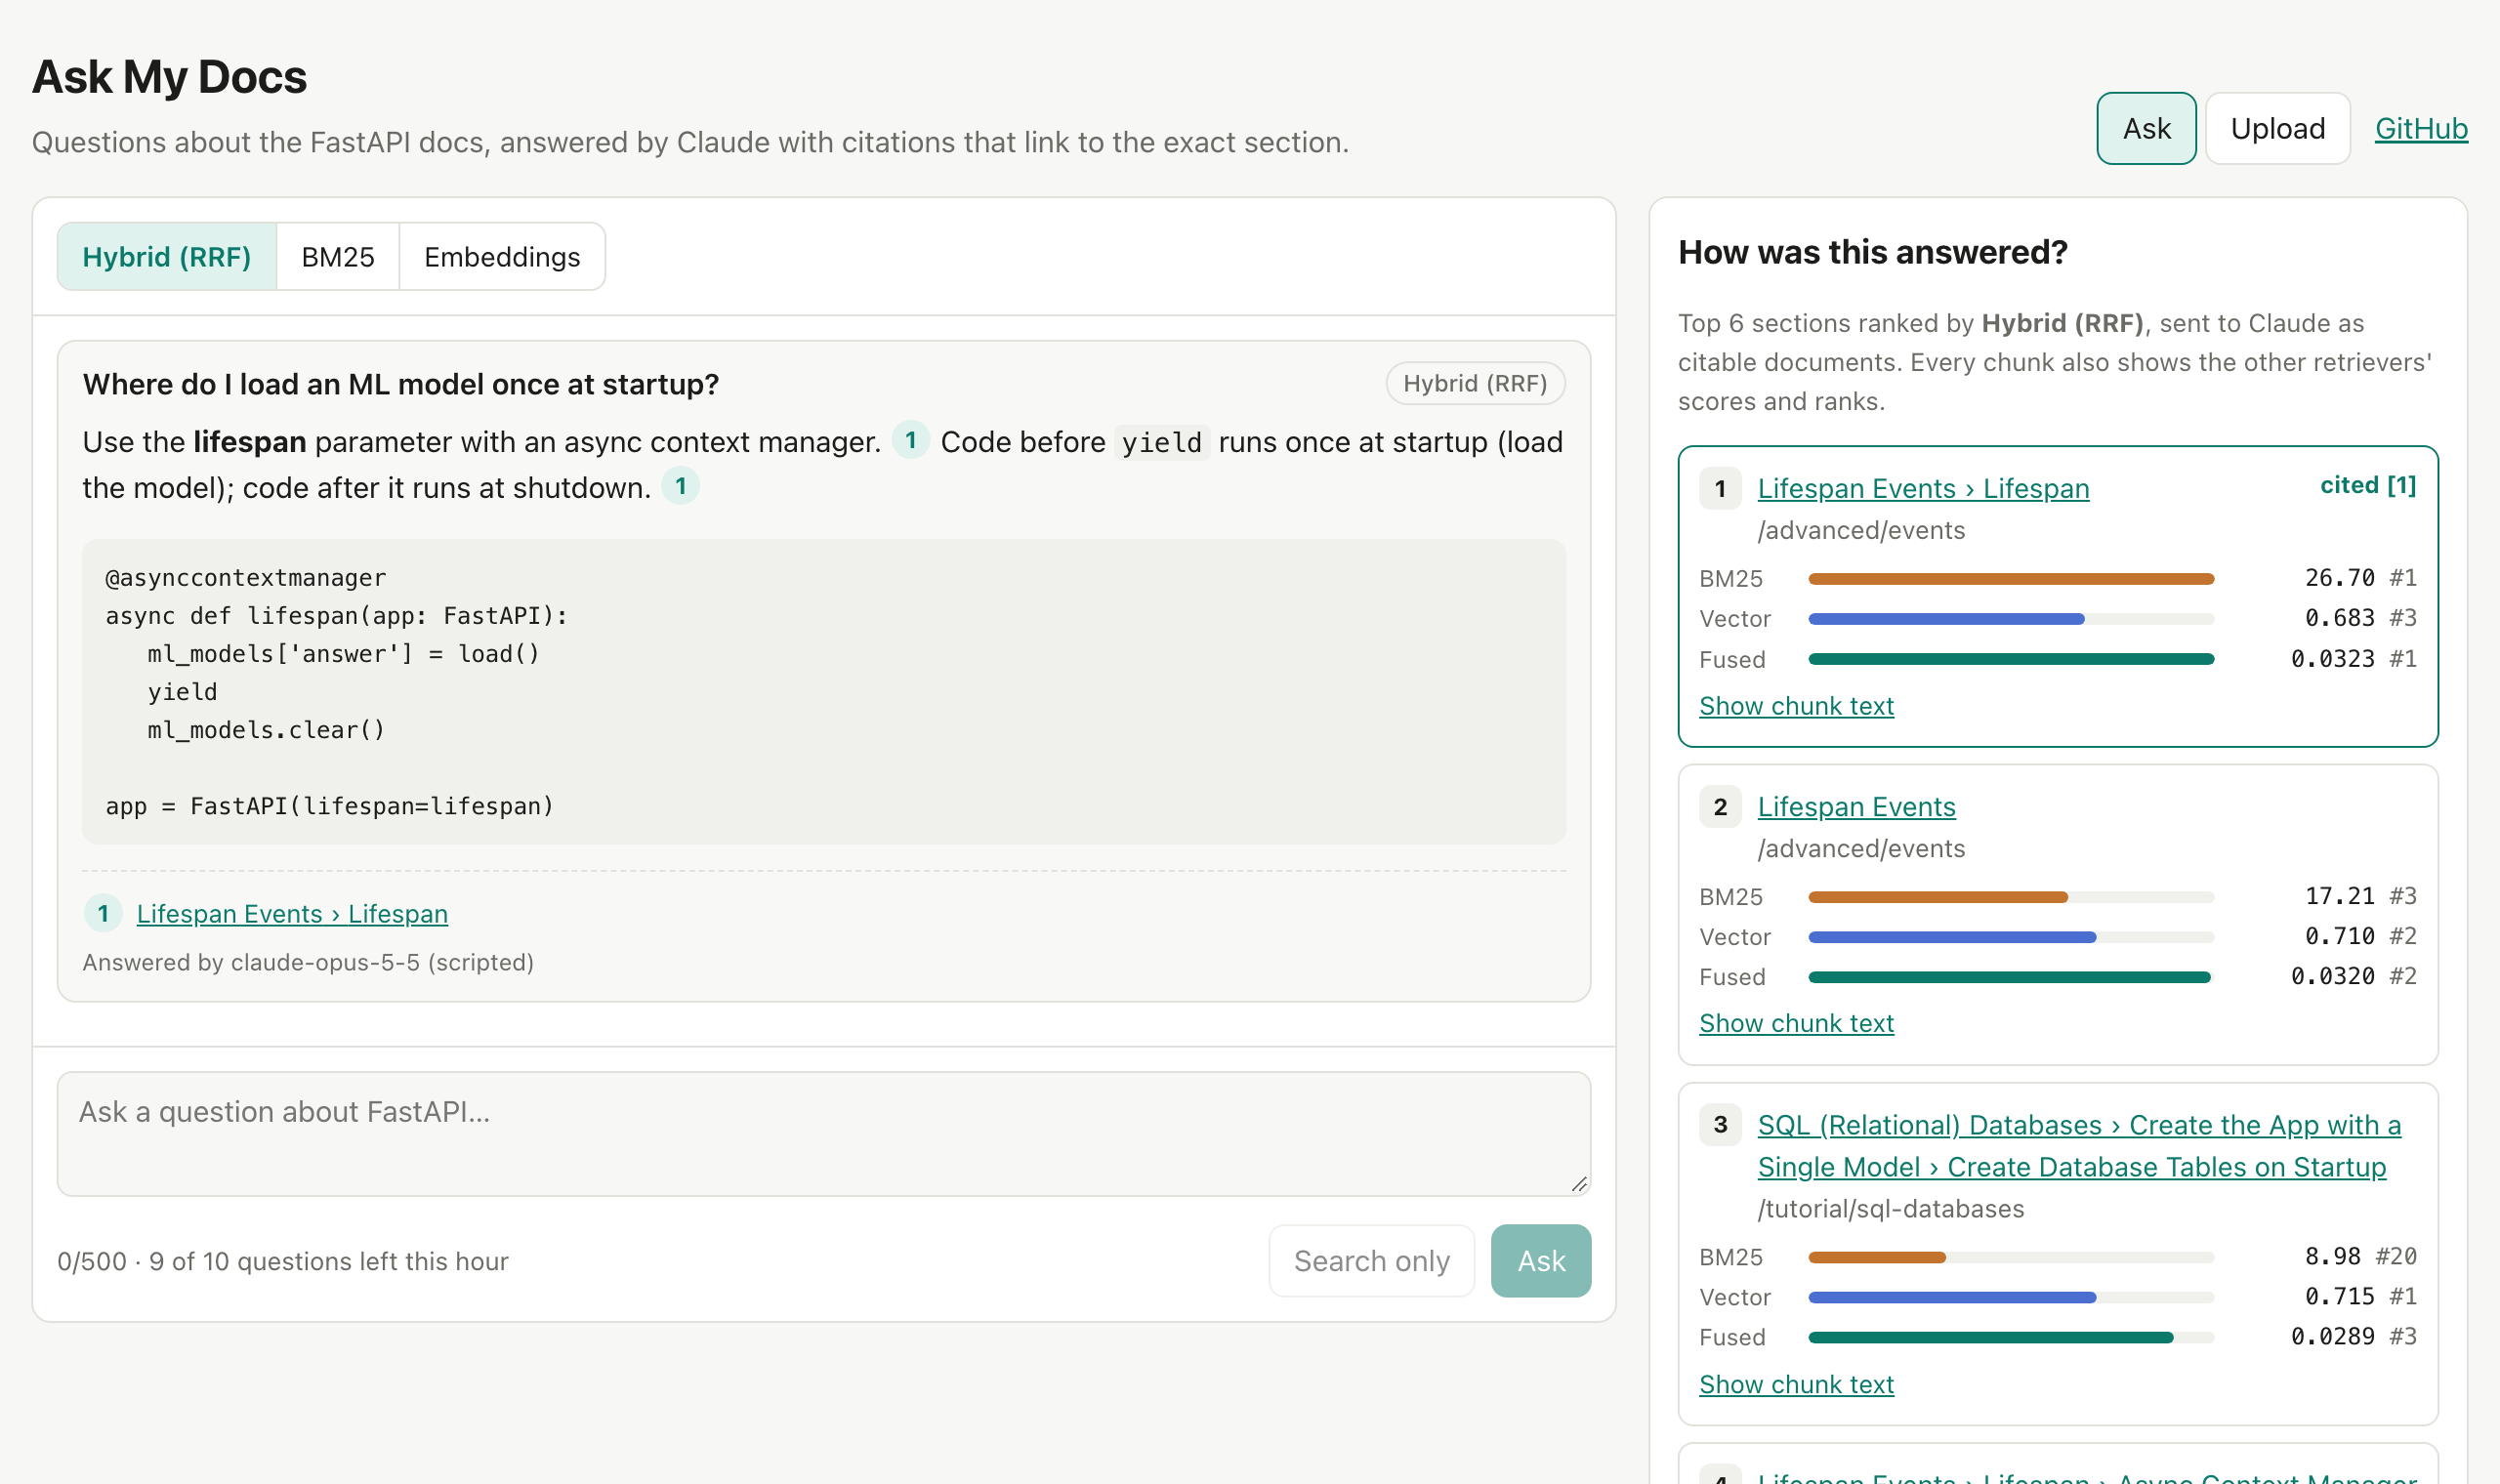 Ask My Docs
Questions about the FastAPI docs, answered by Claude with citations that link to the exact section.
Ask
Upload
GitHub
Hybrid (RRF)
BM25
Embeddings
Where do I load an ML model once at startup?
Hybrid (RRF)
Use the lifespan parameter with an async context manager. 1 Code before yield runs once at startup (load
the model); code after it runs at shutdown. 1
@asynccontextmanager
async def lifespan(app: FastAPI):
   ml_models['answer'] = load()
   yield
   ml_models.clear()
app = FastAPI(lifespan=lifespan)
1 Lifespan Events › Lifespan
Answered by claude-opus-5-5 (scripted)
Ask a question about FastAPI...
0/500 · 9 of 10 questions left this hour
Search only
Ask
How was this answered?
Top 6 sections ranked by Hybrid (RRF), sent to Claude as
citable documents. Every chunk also shows the other retrievers'
scores and ranks.
1 Lifespan Events › Lifespan cited [1]
/advanced/events
BM25 26.70 #1
Vector 0.683 #3
Fused 0.0323 #1
Show chunk text
2 Lifespan Events
/advanced/events
BM25 17.21 #3
Vector 0.710 #2
Fused 0.0320 #2
Show chunk text
3 SQL (Relational) Databases › Create the App with a
Single Model › Create Database Tables on Startup
/tutorial/sql-databases
BM25 8.98 #20
Vector 0.715 #1
Fused 0.0289 #3
Show chunk text
4 Lifespan Events › Lifespan › Async Context Manager